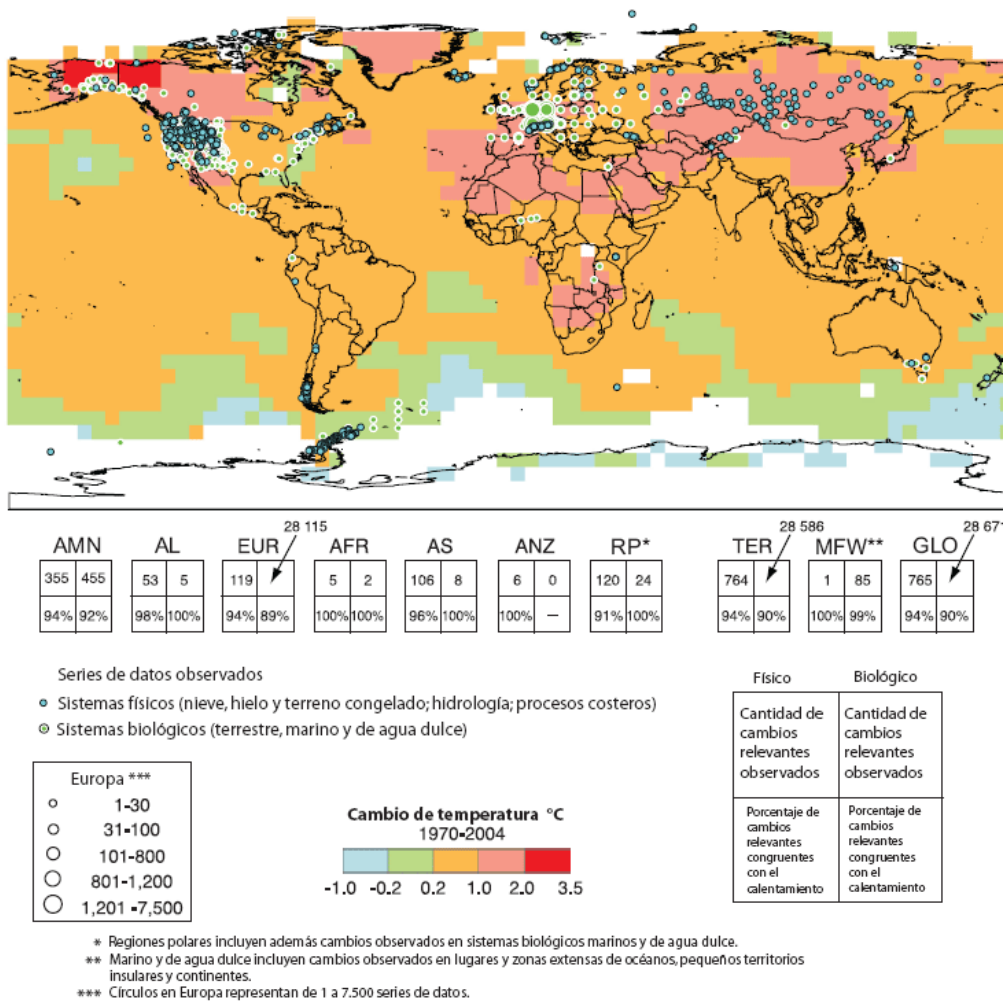 28 115
28 586
28 671
AMN AL EUR AFR AS ANZ RP* TER MFW** GLO
355 455 53 5 119 5 2 106 8 6 0 120 24 764 1 85 765
94% 92% 98% 100% 94% 89% 100% 100% 96% 100% 100% — 91% 100% 94% 90% 100% 99% 94% 90%
Series de datos observados
Sistemas físicos (nieve, hielo y terreno congelado; hidrología; procesos costeros)
Sistemas biológicos (terrestre, marino y de agua dulce)
Europa ***
1-30
31-100
101-800
801-1,200
1,201 -7,500
Cambio de temperatura °C
1970-2004
-1.0 -0.2 0.2 1.0 2.0 3.5
Físico Biológico
Cantidad de
cambios
relevantes
observados
Cantidad de
cambios
relevantes
observados
Porcentaje de
cambios
relevantes
congruentes
con el
calentamiento
Porcentaje de
cambios
relevantes
congruentes
con el
calentamiento
* Regiones polares incluyen además cambios observados en sistemas biológicos marinos y de agua dulce.
** Marino y de agua dulce incluyen cambios observados en lugares y zonas extensas de océanos, pequeños territorios
insulares y continentes.
*** Círculos en Europa representan de 1 a 7.500 series de datos.